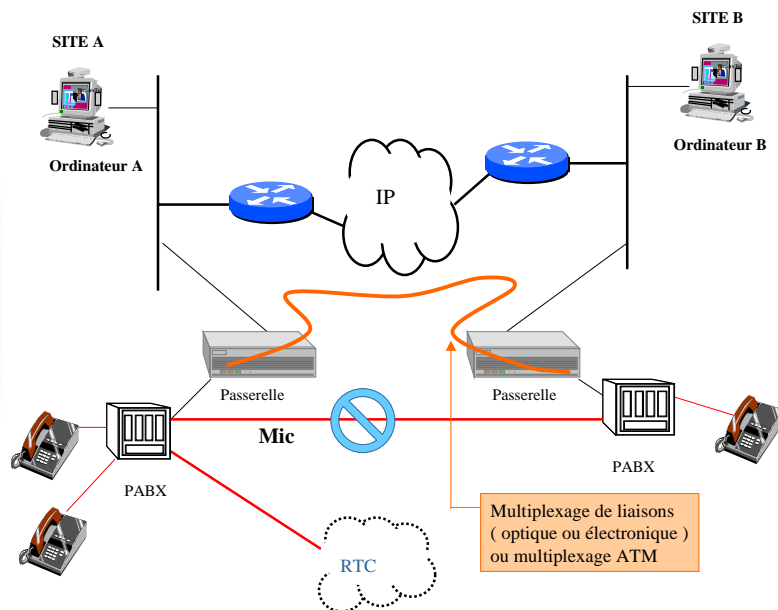 SITE A
SITE B
Ordinateur A
Ordinateur B
IP
Passerelle
Passerelle
Mic
PABX
PABX
Multiplexage de liaisons
( optique ou électronique )
ou multiplexage ATM
RTC